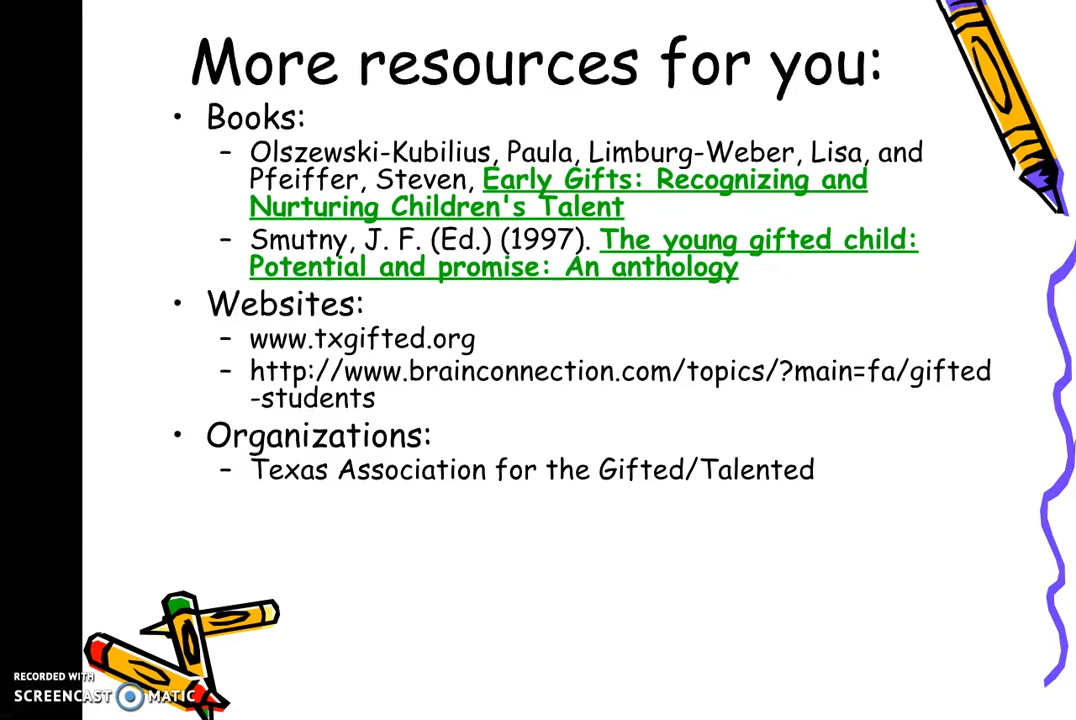 More resources for you:
• Books:
– Olszewski-Kubilius, Paula, Limburg-Weber, Lisa, and
Pfeiffer, Steven, Early Gifts: Recognizing and
Nurturing Children's Talent
– Smutny, J. F. (Ed.) (1997). The young gifted child:
Potential and promise: An anthology
• Websites:
– www.txgifted.org
– http://www.brainconnection.com/topics/?main=fa/gifted
-students
• Organizations:
– Texas Association for the Gifted/Talented
RECORDED WITH
SCREENCAST MATIC